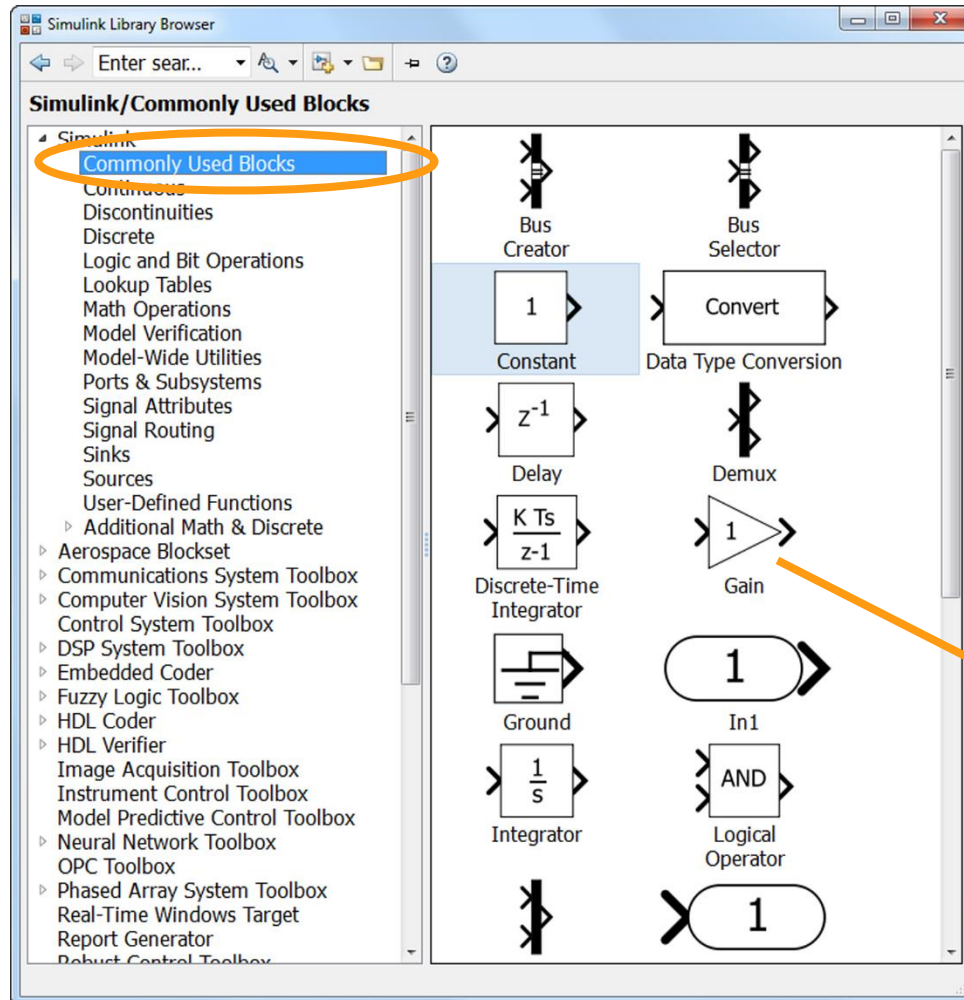 Simulink Library Browser
Enter sear...
Simulink/Commonly Used Blocks
Simulink
Commonly Used Blocks
Continuous
Discontinuities
Discrete
Logic and Bit Operations
Lookup Tables
Math Operations
Model Verification
Model-Wide Utilities
Ports & Subsystems
Signal Attributes
Signal Routing
Sinks
Sources
User-Defined Functions
Additional Math & Discrete
Aerospace Blockset
Communications System Toolbox
Computer Vision System Toolbox
Control System Toolbox
DSP System Toolbox
Embedded Coder
Fuzzy Logic Toolbox
HDL Coder
HDL Verifier
Image Acquisition Toolbox
Instrument Control Toolbox
Model Predictive Control Toolbox
Neural Network Toolbox
OPC Toolbox
Phased Array System Toolbox
Real-Time Windows Target
Report Generator
Robust Control Toolbox
Bus
Creator
Bus
Selector
1
Constant
Convert
Data Type Conversion
z-1
Delay
Demux
K Ts
z-1
Discrete-Time
Integrator
1
Gain
Ground
1
In1
1
s
Integrator
AND
Logical
Operator
1